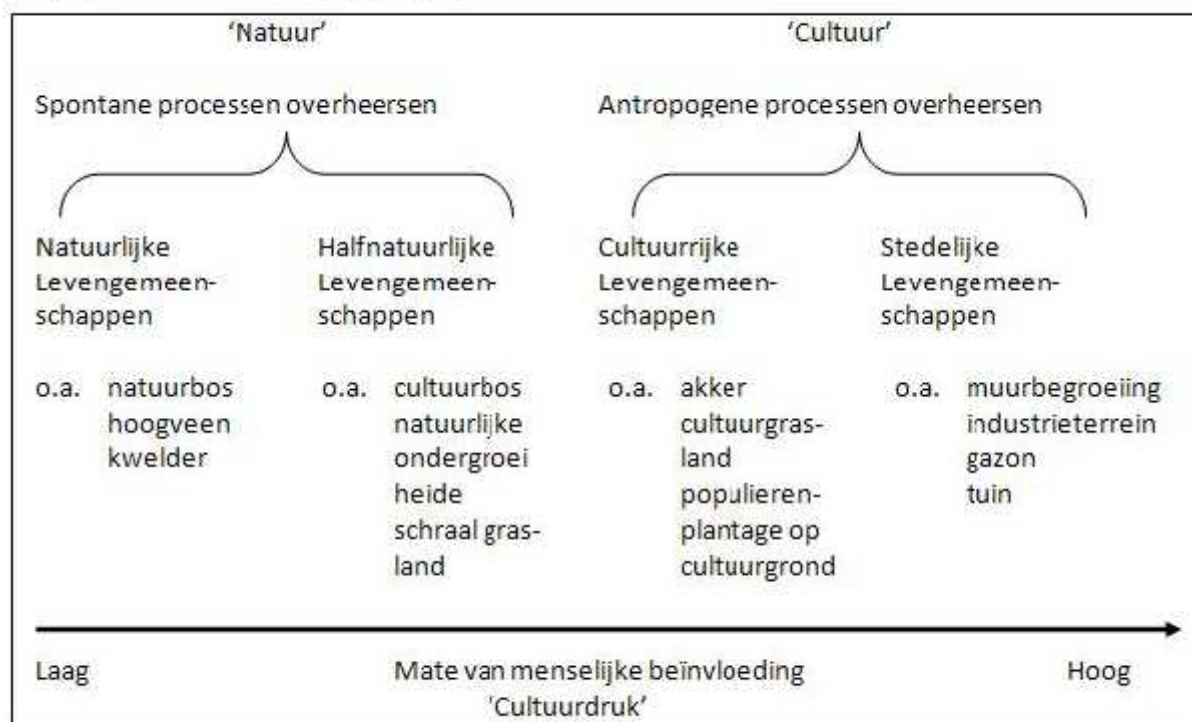 'Natuur'
'Cultuur'
Spontane processen overheersen
Antropogene processen overheersen
Natuurlijke
Levengemeen-
schappen
Halfnatuurlijke
Levengemeen-
schappen
Cultuurrijke
Levengemeen-
schappen
Stedelijke
Levengemeen-
schappen
o.a. natuurbos
hoogveen
kwelder
o.a. cultuurbos
natuurlijke
ondergroei
heide
schraal gras-
land
o.a. akker
cultuurgras-
land
populieren-
plantage op
cultuurgrond
o.a. muurbegroeiing
industrieterrein
gazon
tuin
Laag
Mate van menselijke beïnvloeding
Hoog
'Cultuurdruk'